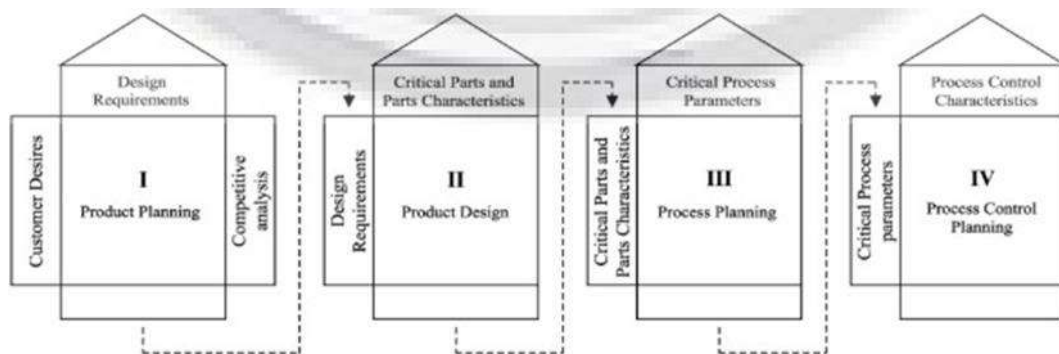 Design
Requirements
Customer Desires
I
Product Planning
Competitive
analysis
Critical Parts and
Parts Characteristics
Design
Requirements
II
Product Design
Critical Process
Parameters
Critical Parts and
Parts Characteristics
III
Process Planning
Process Control
Characteristics
Critical Process
parameters
IV
Process Control
Planning